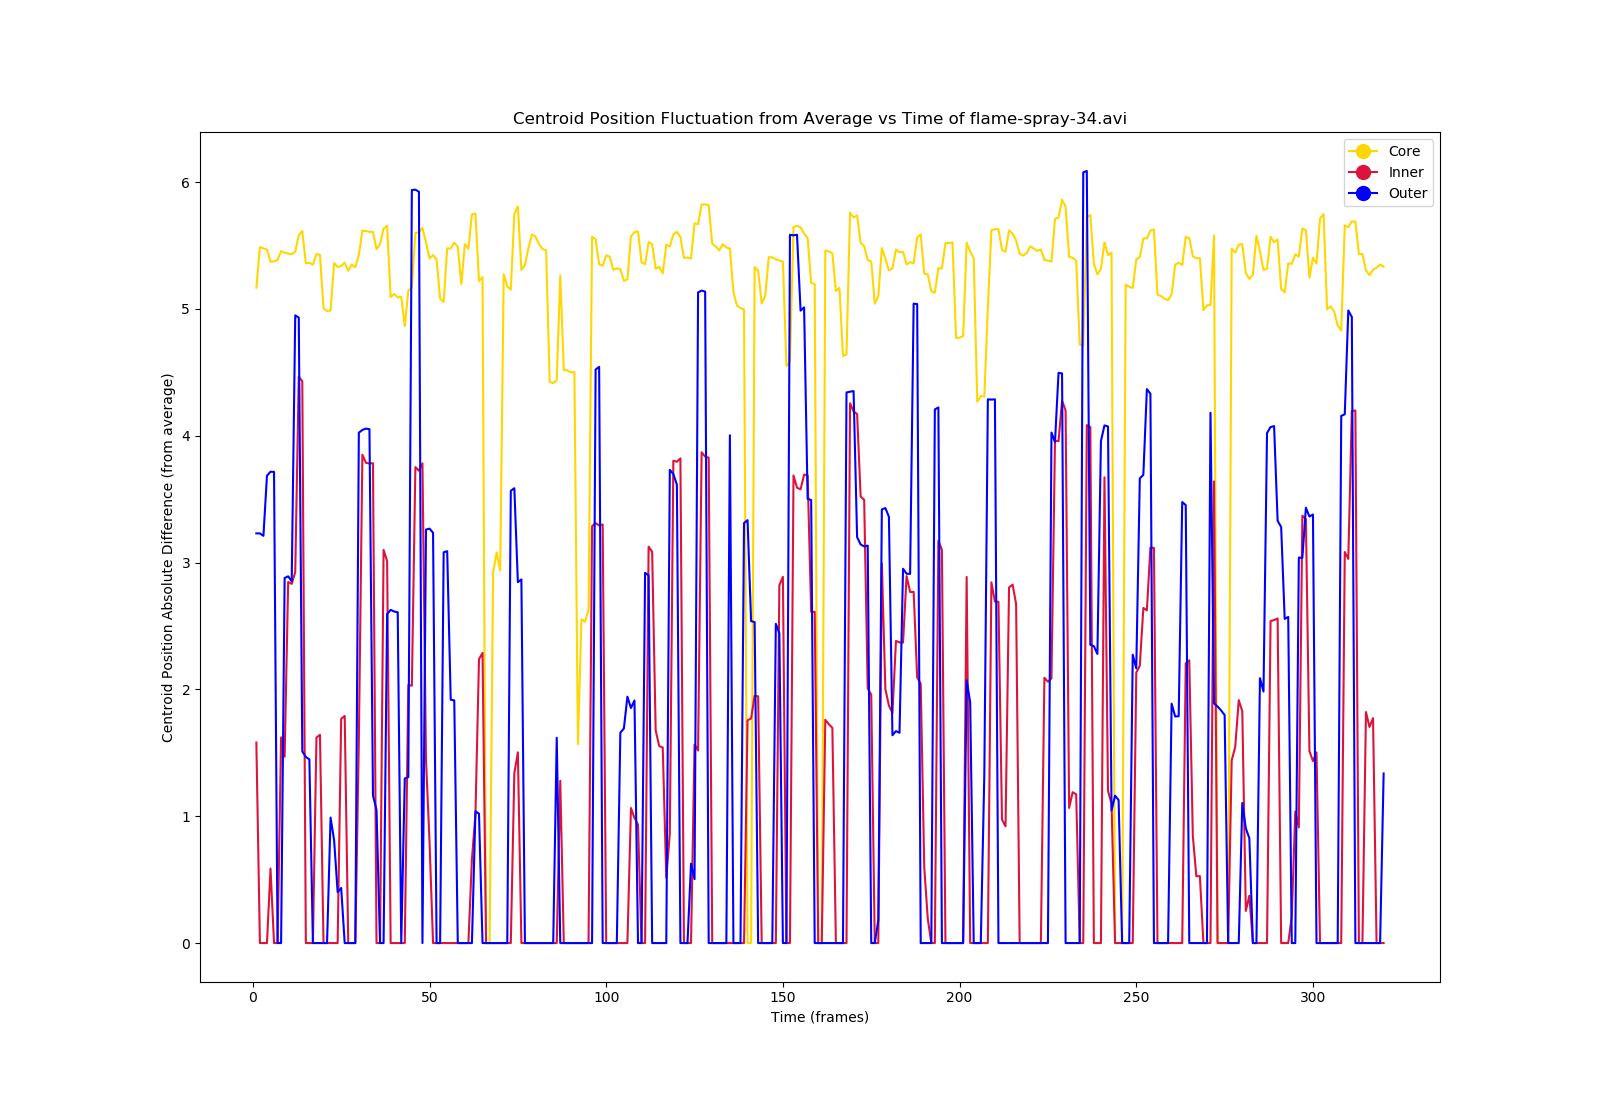 Centroid Position Fluctuation from Average vs Time of flame-spray-34.avi
Core
Inner
Outer
Centroid Position Absolute Difference (from average)
6
5
4
3
2
1
0
0 50 100 150 200 250 300
Time (frames)